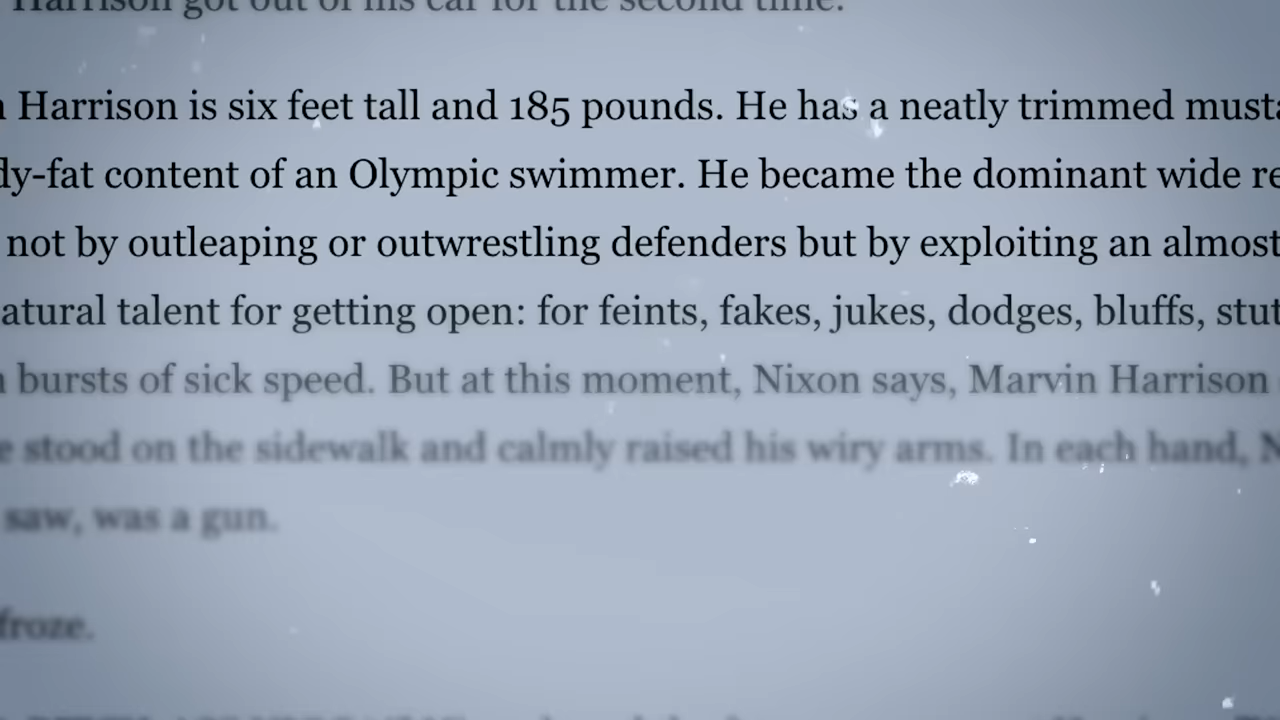 Harrison got out of his car for the second time.
Harrison is six feet tall and 185 pounds. He has a neatly trimmed musta
dy-fat content of an Olympic swimmer. He became the dominant wide re
not by outleaping or outwrestling defenders but by exploiting an almost
atural talent for getting open: for feints, fakes, jukes, dodges, bluffs, stut
bursts of sick speed. But at this moment, Nixon says, Marvin Harrison
e stood on the sidewalk and calmly raised his wiry arms. In each hand, N
saw, was a gun.
froze.